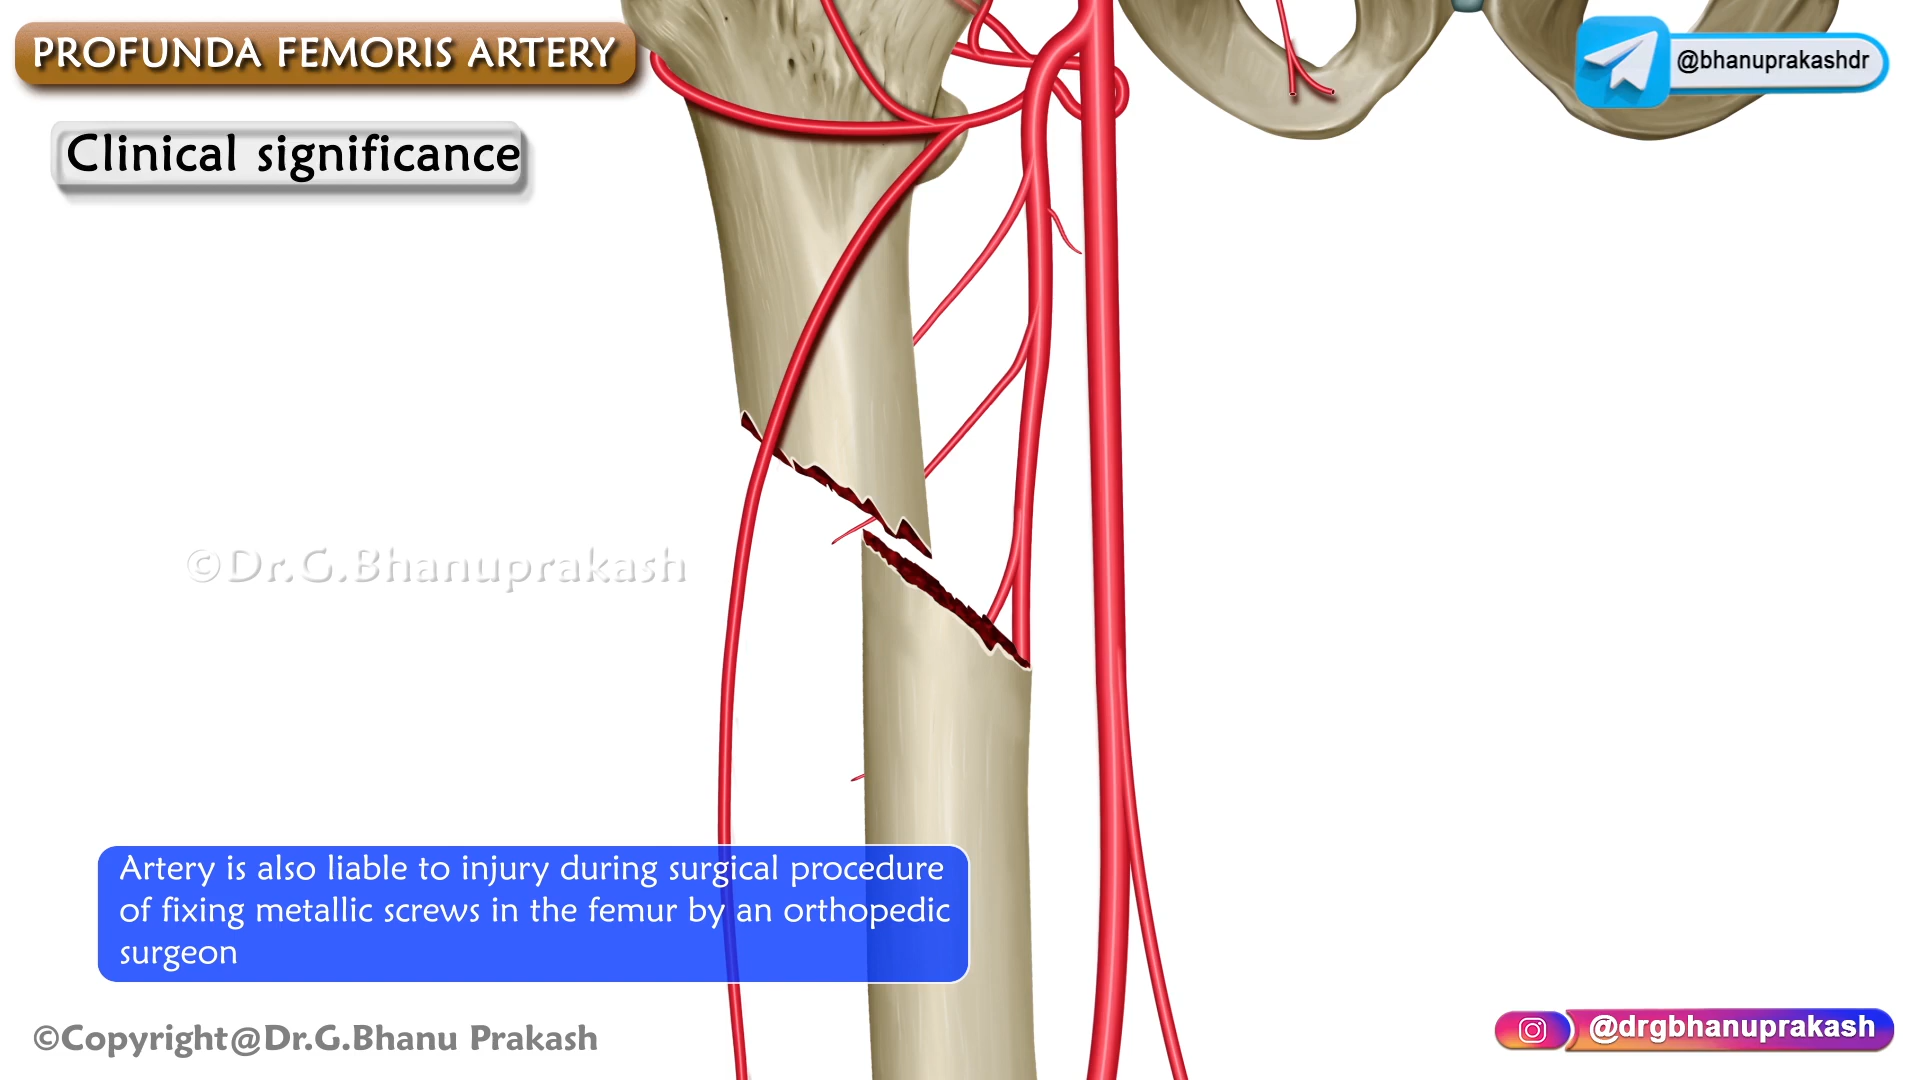 PROFUNDA FEMORIS ARTERY
@bhanuprakashdr
Clinical significance
©Dr.G.Bhanuprakash
Artery is also liable to injury during surgical procedure
of fixing metallic screws in the femur by an orthopedic
surgeon
©Copyright@Dr.G.Bhanu Prakash
@drgbhanuprakash